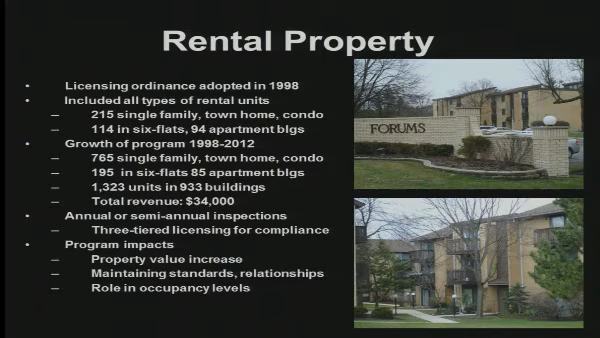 Rental Property
• Licensing ordinance adopted in 1998
• Included all types of rental units
– 215 single family, town home, condo
– 114 in six-flats, 94 apartment blgs
• Growth of program 1998-2012
– 765 single family, town home, condo
– 195 in six-flats 85 apartment blgs
– 1,323 units in 933 buildings
– Total revenue: $34,000
• Annual or semi-annual inspections
– Three-tiered licensing for compliance
• Program impacts
– Property value increase
– Maintaining standards, relationships
– Role in occupancy levels
FORUMS